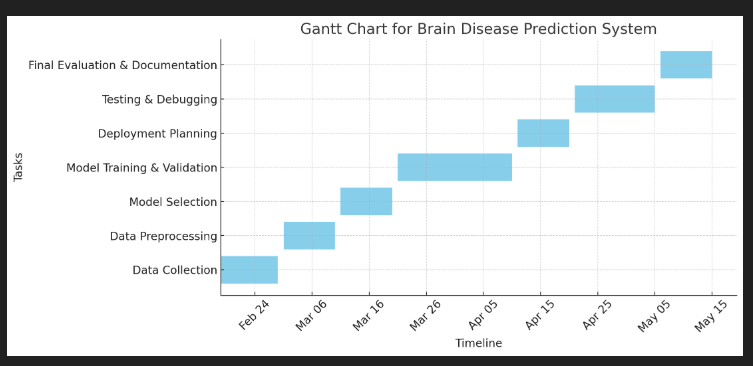 Gantt Chart for Brain Disease Prediction System
Final Evaluation & Documentation
Testing & Debugging
Deployment Planning
Model Training & Validation
Model Selection
Data Preprocessing
Data Collection
Tasks
Feb 24
Mar 06
Mar 16
Mar 26
Apr 05
Apr 15
Apr 25
May 05
May 15
Timeline